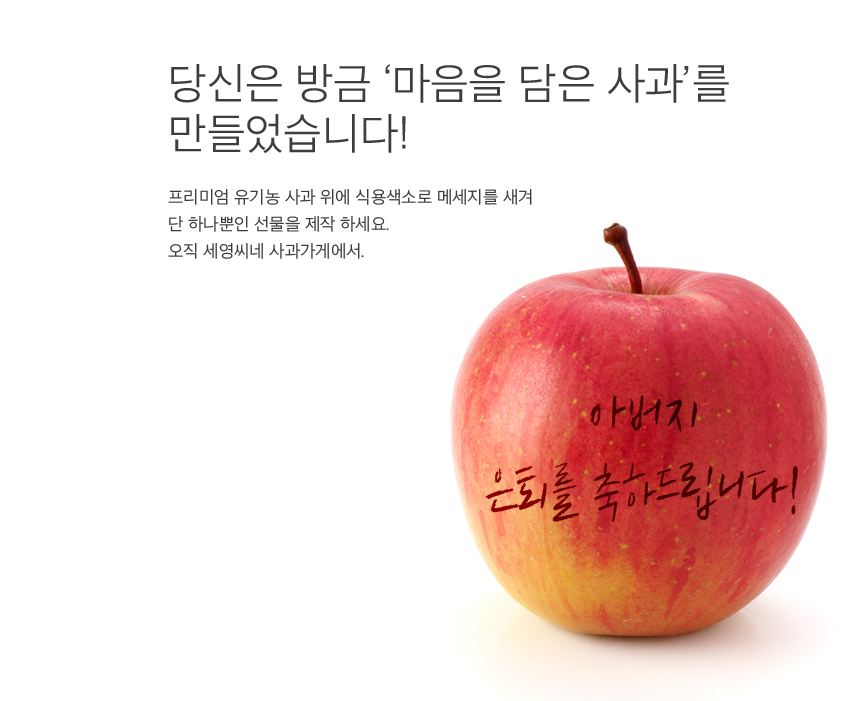 당신은 방금 ‘마음을 담은 사과’를
만들었습니다!
프리미엄 유기농 사과 위에 식용색소로 메세지를 새겨
단 하나뿐인 선물을 제작 하세요.
오직 세영씨네 사과가게에서.
아버지
은퇴를 축하드립니다!